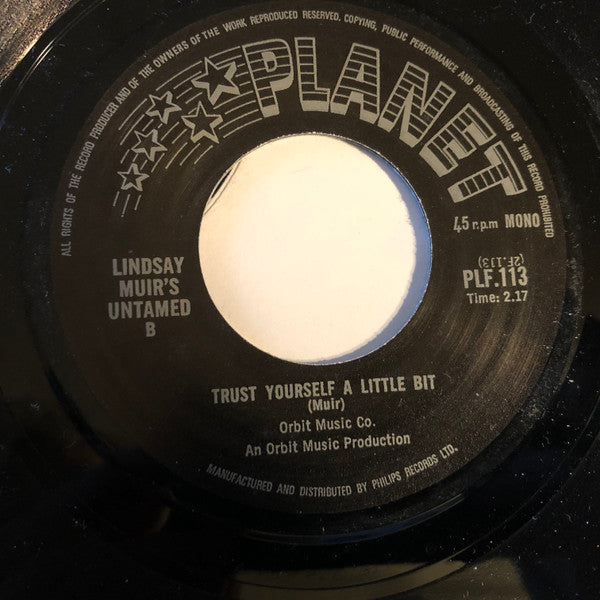 ALL RIGHTS OF THE RECORD PRODUCER AND OF THE OWNERS OF THE WORK REPRODUCED RESERVED, COPYING, PUBLIC PERFORMANCE AND BROADCASTING OF THIS RECORD PROHIBITED
PLANET
45 r.p.m MONO
LINDSAY
MUIR'S
UNTAMED
B
(2F.113)
PLF.113
Time: 2.17
TRUST YOURSELF A LITTLE BIT
(Muir)
Orbit Music Co.
An Orbit Music Production
MANUFACTURED AND DISTRIBUTED BY PHILIPS RECORDS LTD.